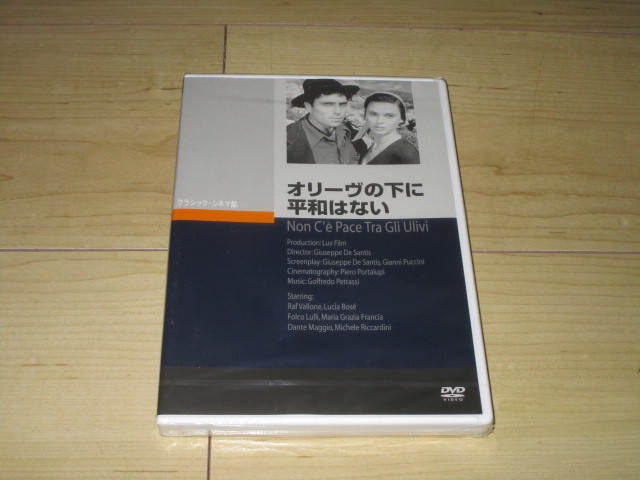 クラシック・シネマ館
オリーヴの下に
平和はない
Non C'è Pace Tra Gli Ulivi
Production: Lux Film
Director: Giuseppe De Santis
Screenplay: Giuseppe De Santis, Gianni Puccini
Cinematography: Piero Portalupi
Music: Goffredo Petrassi
Starring:
Raf Vallone, Lucia Bosé
Folco Lulli, Maria Grazia Francia
Dante Maggio, Michele Riccardini
DVD
VIDEO